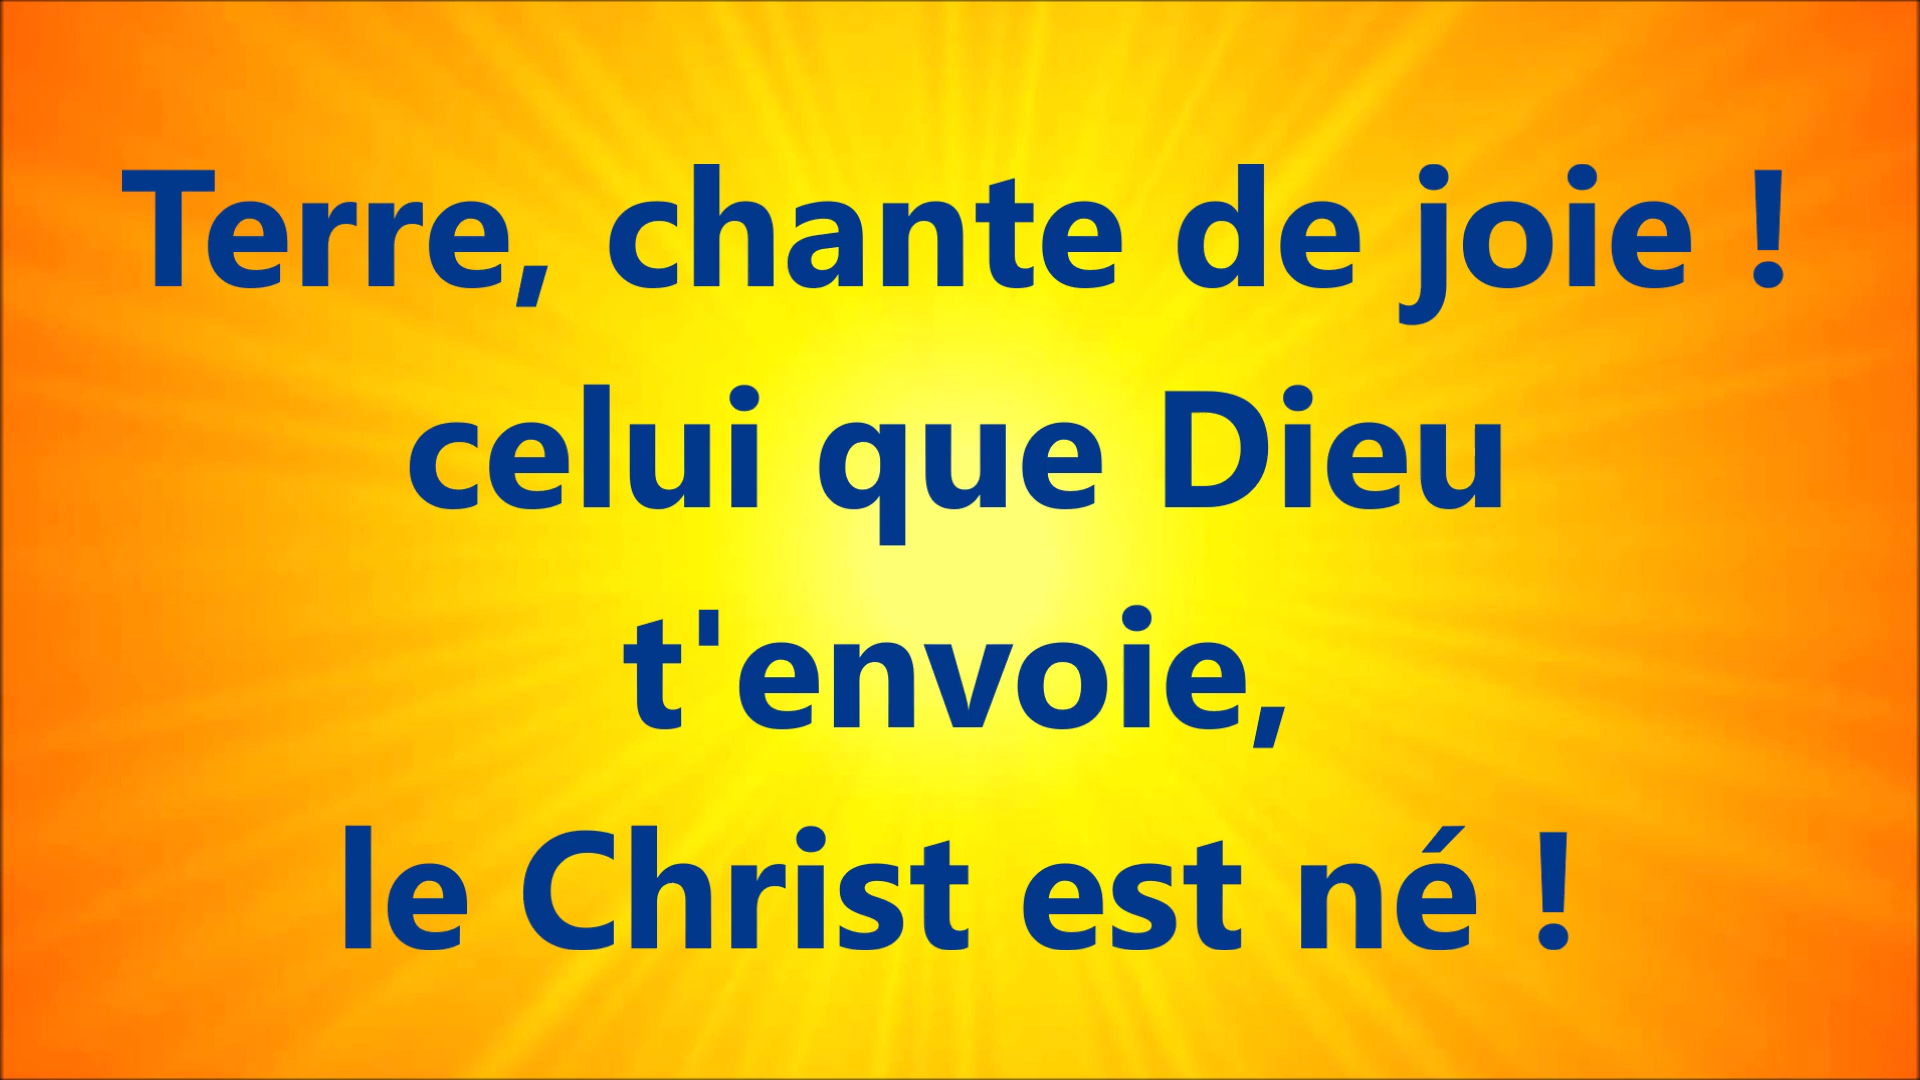 Terre, chante de joie !
celui que Dieu
t'envoie,
le Christ est né !